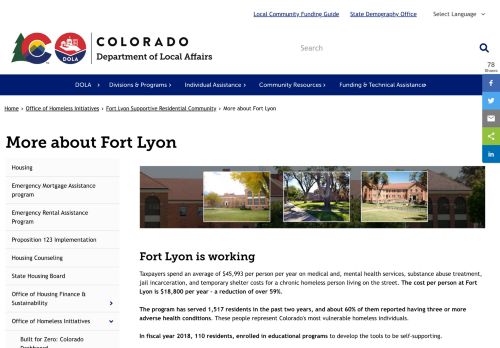 Local Community Funding Guide State Demography Office Select Language
COLORADO
Department of Local Affairs
DOLA
Search
78
Shares
DOLA Divisions & Programs Individual Assistance Community Resources Funding & Technical Assistance
Home › Office of Homeless Initiatives › Fort Lyon Supportive Residential Community › More about Fort Lyon
More about Fort Lyon
Housing
Emergency Mortgage Assistance
program
Emergency Rental Assistance
Program
Proposition 123 Implementation
Housing Counseling
State Housing Board
Office of Housing Finance &
Sustainability
Office of Homeless Initiatives
Built for Zero: Colorado
Dashboard
Fort Lyon is working
Taxpayers spend an average of $45,993 per person per year on medical and, mental health services, substance abuse treatment,
jail incarceration, and temporary shelter costs for a chronic homeless person living on the street. The cost per person at Fort
Lyon is $18,800 per year - a reduction of over 59%.
The program has served 1,517 residents in the past two years, and about 60% of them reported having three or more
adverse health conditions. These people represent Colorado's most vulnerable homeless individuals.
In fiscal year 2018, 110 residents, enrolled in educational programs to develop the tools to be self-supporting.